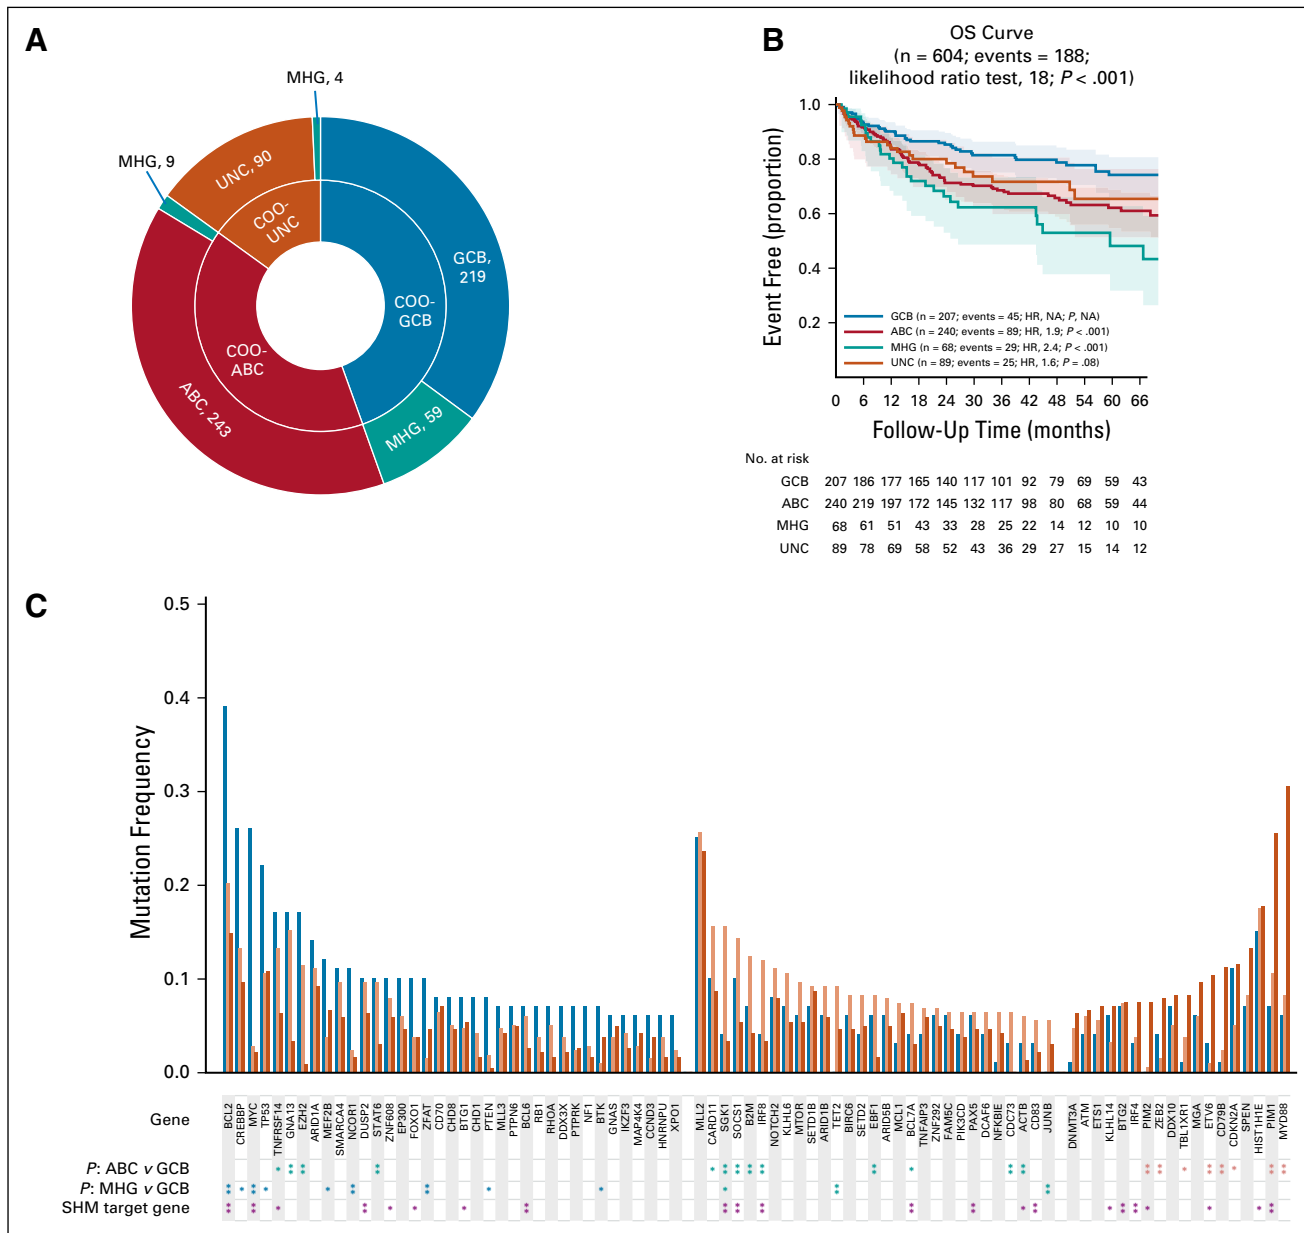 A
MHG, 4
MHG, 9
UNC, 90
COO-
UNC
GCB,
219
COO-
GCB
COO-
ABC
ABC, 243
MHG, 59
B
OS Curve
(n = 604; events = 188;
likelihood ratio test, 18; P < .001)
Event Free (proportion)
1.0
0.8
0.6
0.4
0.2
GCB (n = 207; events = 45; HR, NA; P, NA)
ABC (n = 240; events = 89; HR, 1.9; P < .001)
MHG (n = 68; events = 29; HR, 2.4; P < .001)
UNC (n = 89; events = 25; HR, 1.6; P = .08)
0 6 12 18 24 30 36 42 48 54 60 66
Follow-Up Time (months)
No. at risk
GCB 207 186 177 165 140 117 101 92 79 69 59 43
ABC 240 219 197 172 145 132 117 98 80 68 59 44
MHG 68 61 51 43 33 28 25 22 14 12 10 10
UNC 89 78 69 58 52 43 36 29 27 15 14 12
C
Mutation Frequency
0.5
0.4
0.3
0.2
0.1
0.0
Gene
BCL2
CREBBP
MYC
TP53
TNFRSF14
GNA13
EZH2
ARID1A
MEF2B
SMARCA4
NCOR1
DUSP2
STAT6
ZNF608
EP300
FOXO1
ZFAT
CD70
CHD8
BTG1
CHD1
PTEN
MLL3
PTPN6
BCL6
RB1
RHOA
DDX3X
PTPRK
NF1
BTK
GNAS
IKZF3
MAP4K4
CCND3
HNRNPU
XPO1
MLL2
CARD11
SGK1
SOCS1
B2M
IRF8
NOTCH2
KLHL6
MTOR
SETD1B
ARID1B
TET2
BIRC6
SETD2
EBF1
ARID5B
MCL1
BCL7A
TNFAIP3
ZNF292
FAM5C
PIK3CD
PAX5
DCAF6
NFKBIE
CDC73
ACTB
CD83
JUNB
DNMT3A
ATM
ETS1
KLHL14
BTG2
IRF4
PIM2
ZEB2
DDX10
TBL1XR1
MGA
ETV6
CD79B
CDKN2A
SPEN
HIST1H1E
PIM1
MYD88
P: ABC v GCB
P: MHG v GCB
SHM target gene